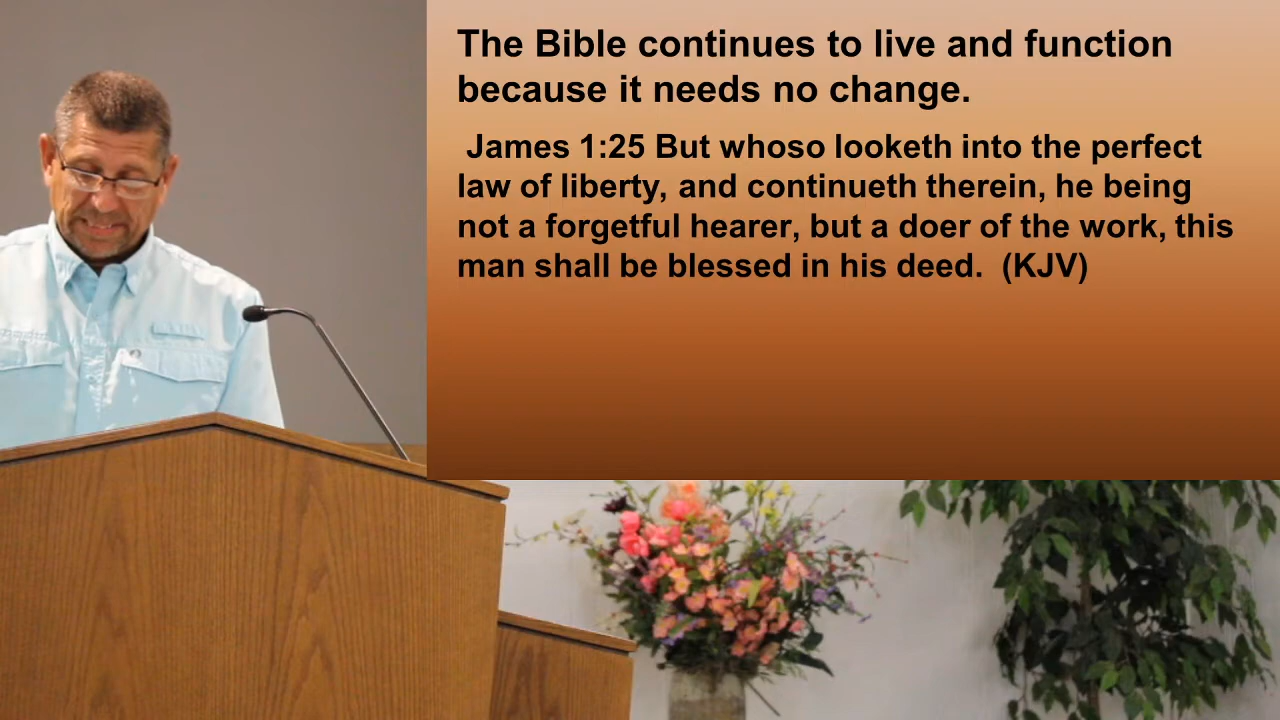 The Bible continues to live and function
because it needs no change.
James 1:25 But whoso looketh into the perfect
law of liberty, and continueth therein, he being
not a forgetful hearer, but a doer of the work, this
man shall be blessed in his deed. (KJV)